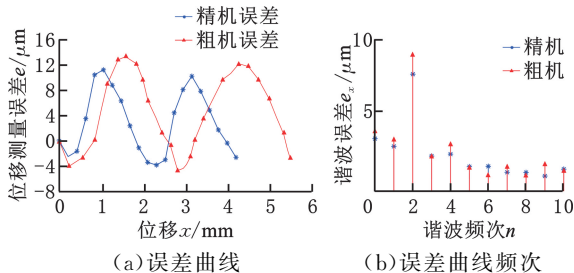 精机误差
粗机误差
位移测量误差e/μm
16
12
8
4
0
−4
−8
0 1 2 3 4 5 6
位移x/mm
(a)误差曲线
精机
粗机
谐波误差eₓ/μm
10
5
0 2 4 6 8 10
谐波频次n
(b)误差曲线频次